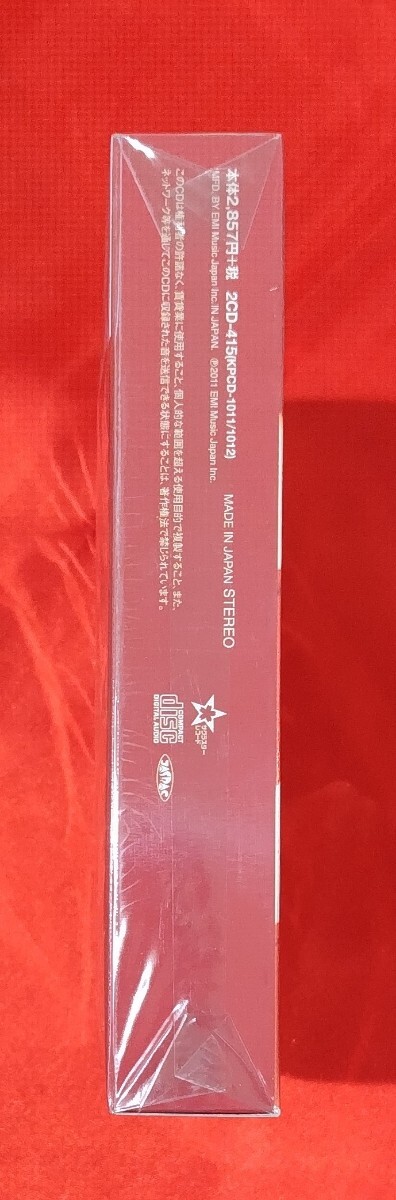 本体2,857円+税 2CD-415(KPCD-1011/1012) MADE IN JAPAN STEREO
MFD. BY EMI Music Japan Inc. IN JAPAN. ℗2011 EMI Music Japan Inc.
このCDは権利者の許諾なく、賃貸業に使用すること、個人的な範囲を超える使用目的で複製すること、また、
ネットワーク等を通じてこのCDに収録された音を送信できる状態にすることは、著作権法で禁じられています。
COMPACT
disc
DIGITAL AUDIO
JASRAC